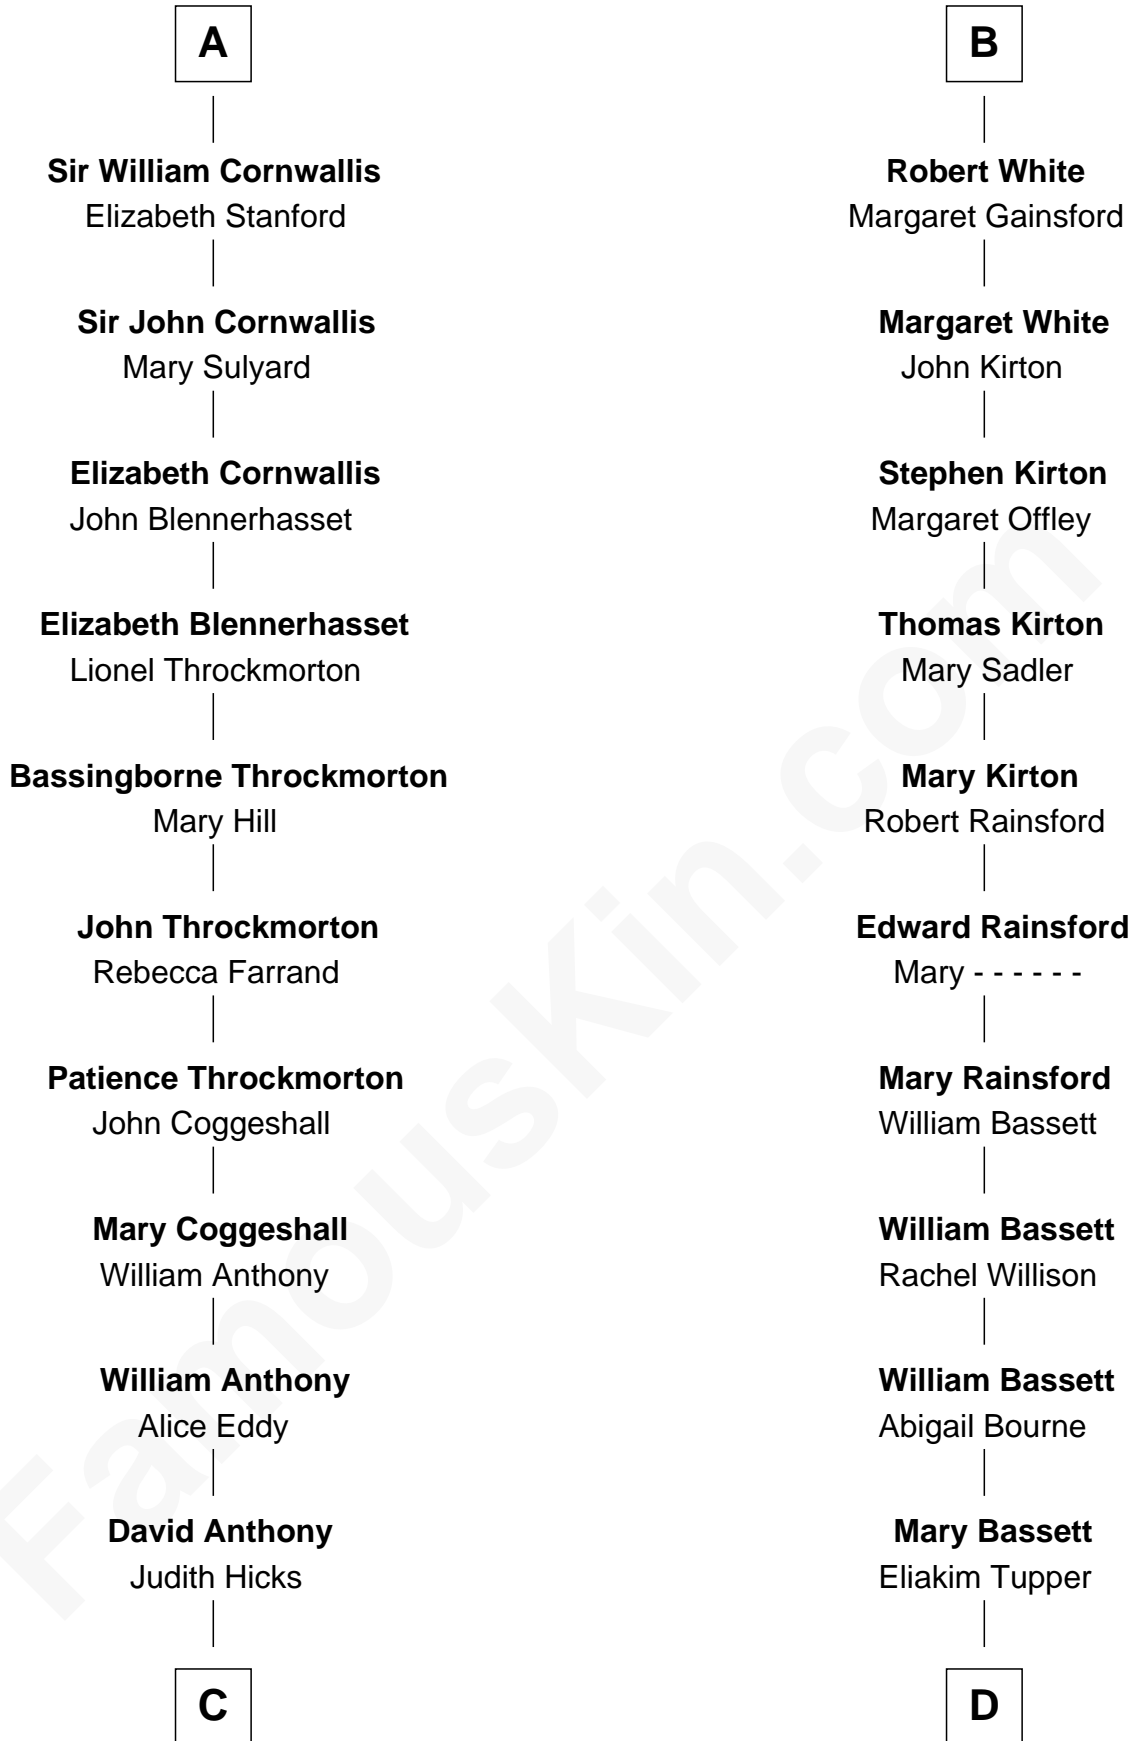 A
Sir William Cornwallis
Elizabeth Stanford
Sir John Cornwallis
Mary Sulyard
Elizabeth Cornwallis
John Blennerhasset
Elizabeth Blennerhasset
Lionel Throckmorton
Bassingborne Throckmorton
Mary Hill
John Throckmorton
Rebecca Farrand
Patience Throckmorton
John Coggeshall
Mary Coggeshall
William Anthony
William Anthony
Alice Eddy
David Anthony
Judith Hicks
C
B
Robert White
Margaret Gainsford
Margaret White
John Kirton
Stephen Kirton
Margaret Offley
Thomas Kirton
Mary Sadler
Mary Kirton
Robert Rainsford
Edward Rainsford
Mary - - - - - -
Mary Rainsford
William Bassett
William Bassett
Rachel Willison
William Bassett
Abigail Bourne
Mary Bassett
Eliakim Tupper
D
FamousKin.com